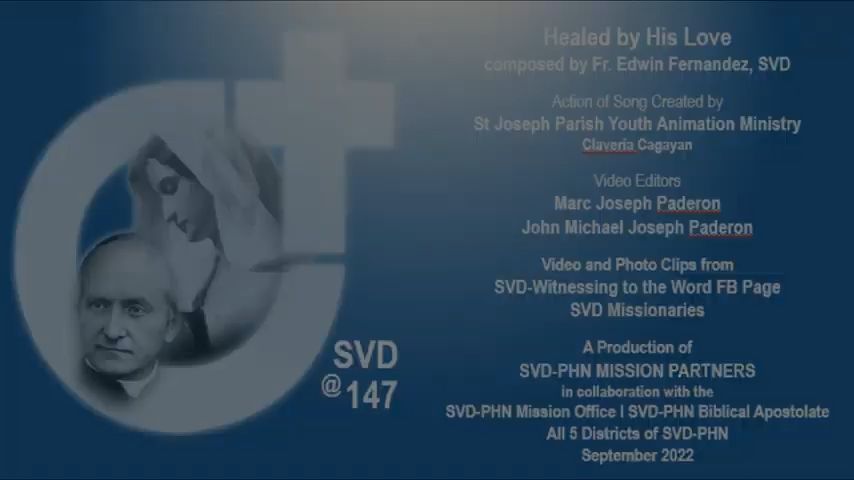 Healed by His Love
composed by Fr. Edwin Fernandez, SVD
Action of Song Created by
St Joseph Parish Youth Animation Ministry
Claveria Cagayan
Video Editors
Marc Joseph Paderon
John Michael Joseph Paderon
Video and Photo Clips from
SVD-Witnessing to the Word FB Page
SVD Missionaries
A Production of
SVD-PHN MISSION PARTNERS
in collaboration with the
SVD-PHN Mission Office I SVD-PHN Biblical Apostolate
All 5 Districts of SVD-PHN
September 2022
SVD
@ 147